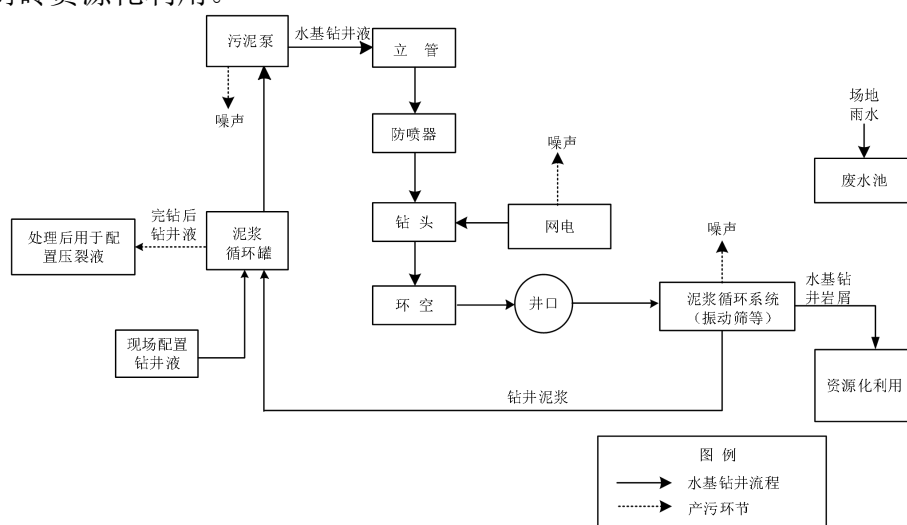 污泥泵
水基钻井液
立 管
噪声
防喷器
噪声
场地
雨水
废水池
处理后用于配
置压裂液
完钻后
钻井液
泥浆
循环罐
钻 头
网电
噪声
环 空
井口
泥浆循环系统
（振动筛等）
水基钻
井岩屑
现场配置
钻井液
资源化利用
钻井泥浆
图 例
水基钻井流程
产污环节